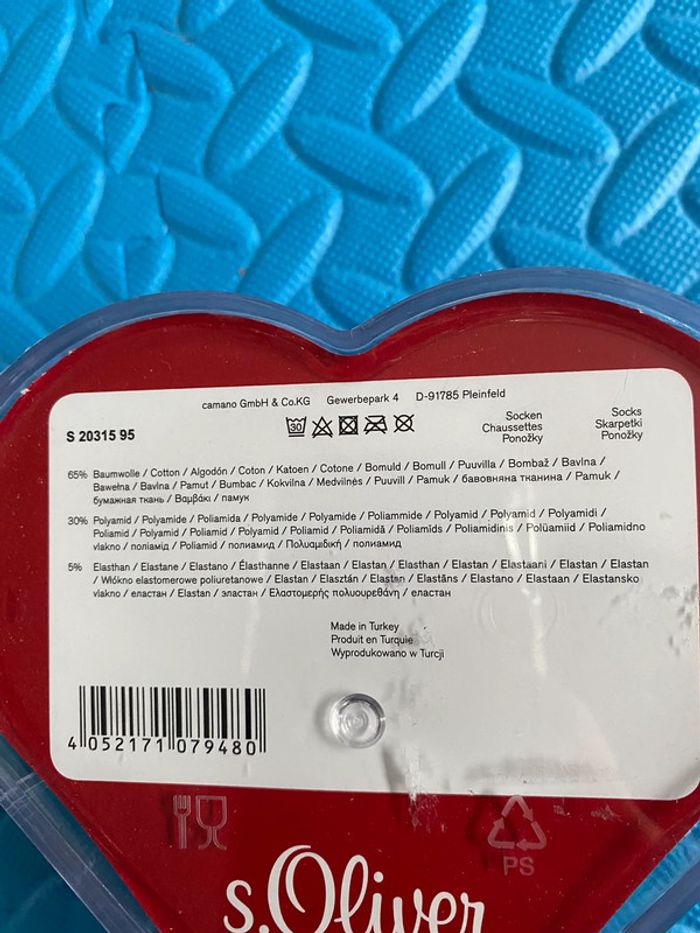 camano GmbH & Co.KG Gewerbepark 4 D-91785 Pleinfeld
S 20315 95
30
Socken Socks
Chaussettes Skarpetki
Ponožky Ponožky
65% Baumwolle / Cotton / Algodón / Coton / Katoen / Cotone / Bomuld / Bomull / Puuvilla / Bombaž / Bavlna /
Bawełna / Bavlna / Pamut / Bumbac / Kokvilna / Medvilnės / Puuvill / Pamuk / бавовняна тканина / Pamuk /
бумажная ткань / Βαμβάκι / памук
30% Polyamid / Polyamide / Poliamida / Polyamide / Polyamide / Poliammide / Polyamid / Polyamid / Polyamidi /
Poliamid / Polyamid / Poliamid / Polyamid / Poliamid / Poliamidă / Poliamīds / Poliamidinis / Polüamiid / Poliamidno
vlakno / поліамід / Poliamid / полиамид / Πολυαμιδική / полиамид
5% Elasthan / Elastane / Elastano / Élasthanne / Elastaan / Elastan / Elasthan / Elastan / Elastaani / Elastan / Elastan
/ Włókno elastomerowe poliuretanowe / Elastan / Elasztán / Elastan / Elastāns / Elastano / Elastaan / Elastansko
vlakno / еластан / Elastan / эластан / Ελαστομερής πολυουρεθάνη / еластан
Made in Turkey
Produit en Turquie
Wyprodukowano w Turcji
4 052171 079480
PS
s.Oliver